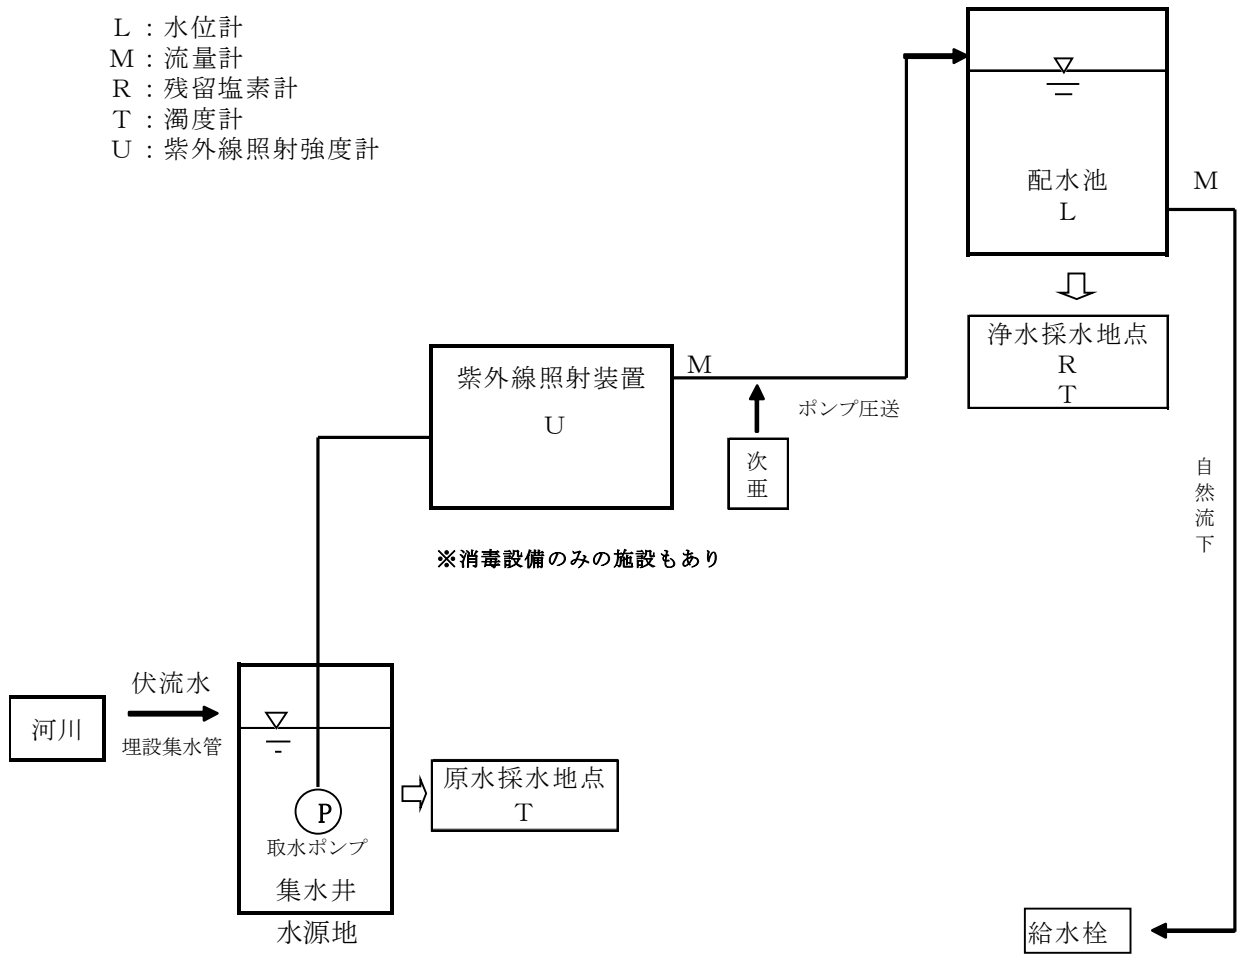 L：水位計
M：流量計
R：残留塩素計
T：濁度計
U：紫外線照射強度計
配水池
L
M
浄水採水地点
R
T
紫外線照射装置
U
M
ポンプ圧送
次
亜
自
然
流
下
※消毒設備のみの施設もあり
河川
伏流水
埋設集水管
P
取水ポンプ
集水井
水源地
原水採水地点
T
給水栓